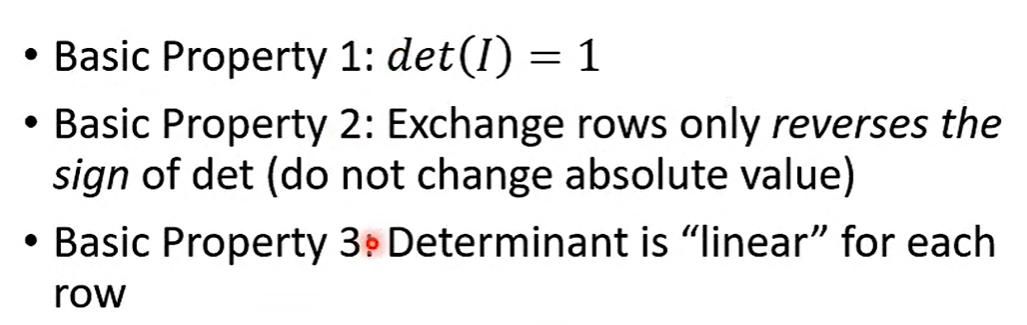 • Basic Property 1: det(I) = 1
• Basic Property 2: Exchange rows only reverses the
sign of det (do not change absolute value)
• Basic Property 3: Determinant is “linear” for each
row